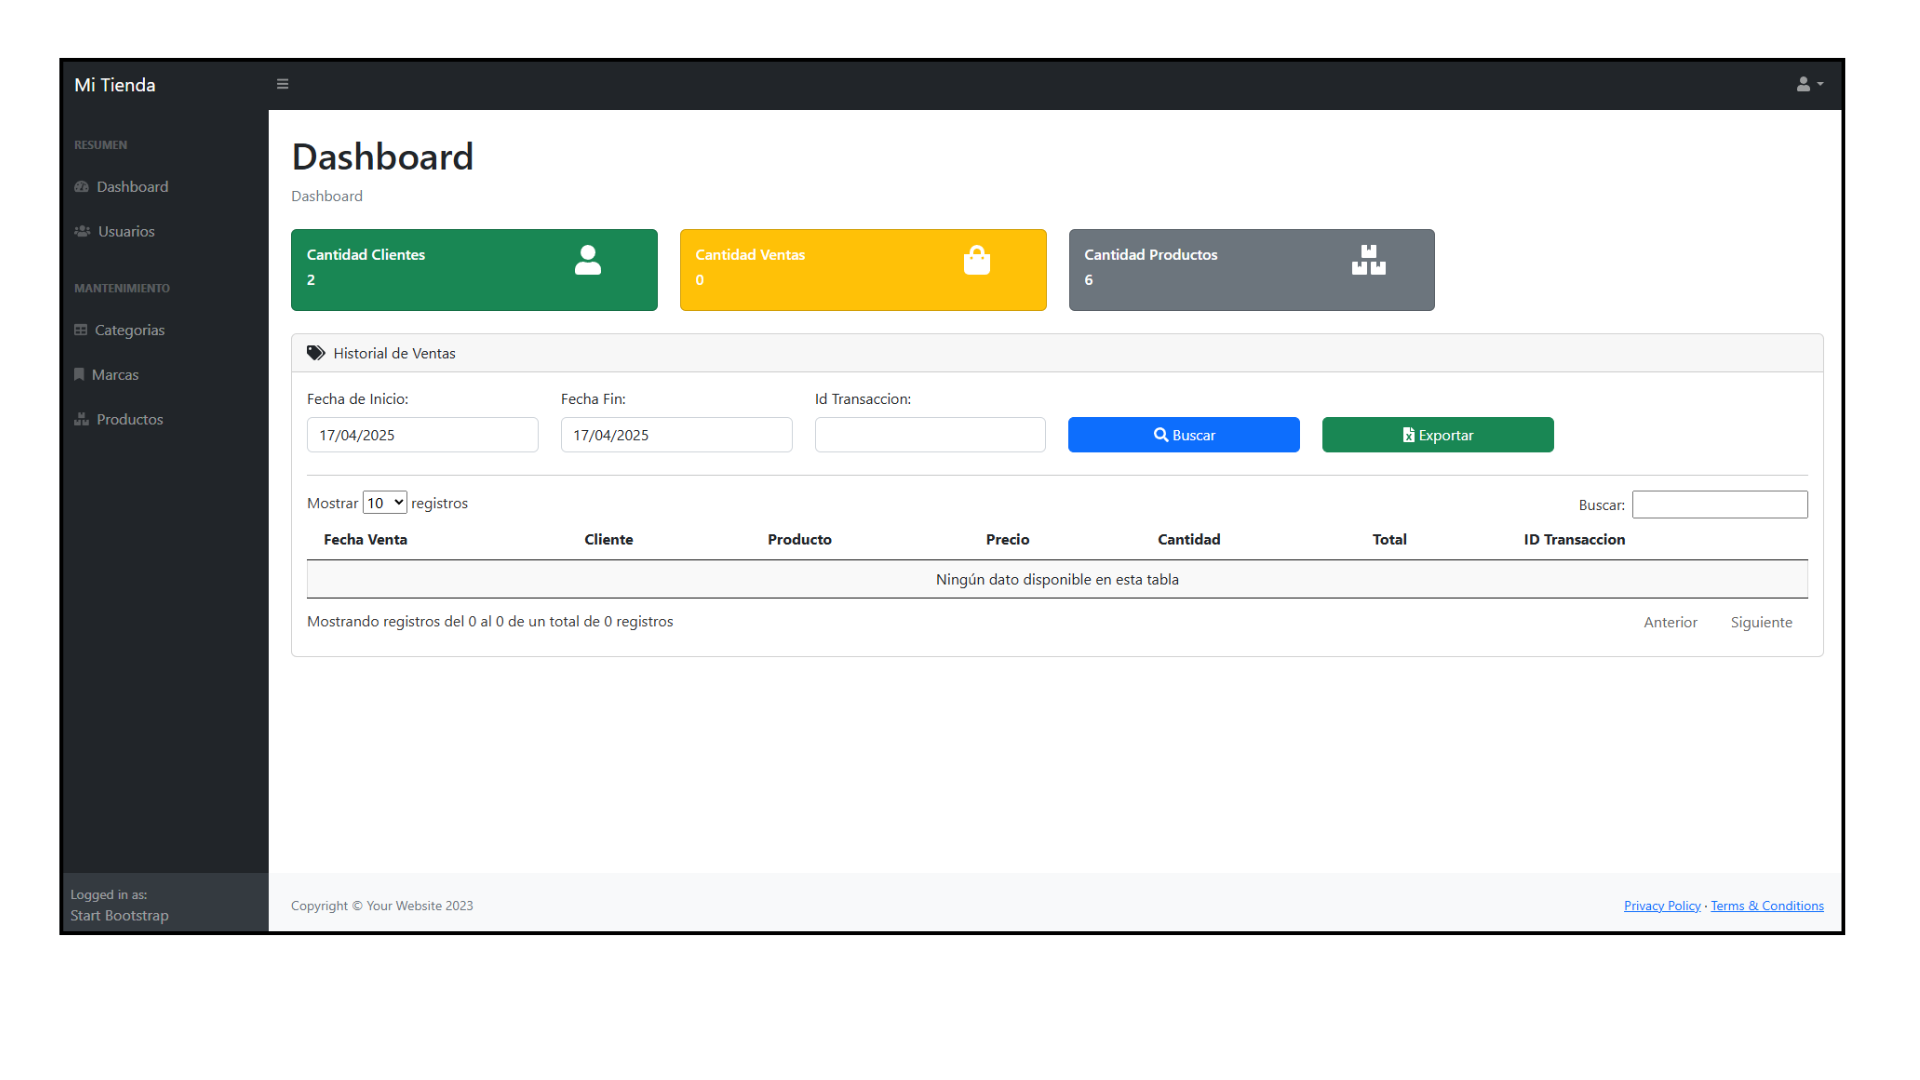 Mi Tienda
RESUMEN
Dashboard
Usuarios
MANTENIMIENTO
Categorias
Marcas
Productos
Logged in as:
Start Bootstrap
Dashboard
Dashboard
Cantidad Clientes
2
Cantidad Ventas
0
Cantidad Productos
6
Historial de Ventas
Fecha de Inicio:
17/04/2025
Fecha Fin:
17/04/2025
Id Transaccion:
Buscar
Exportar
Mostrar 10 registros
Buscar:
Fecha Venta Cliente Producto Precio Cantidad Total ID Transaccion
Ningún dato disponible en esta tabla
Mostrando registros del 0 al 0 de un total de 0 registros
Anterior Siguiente
Copyright © Your Website 2023
Privacy Policy · Terms & Conditions